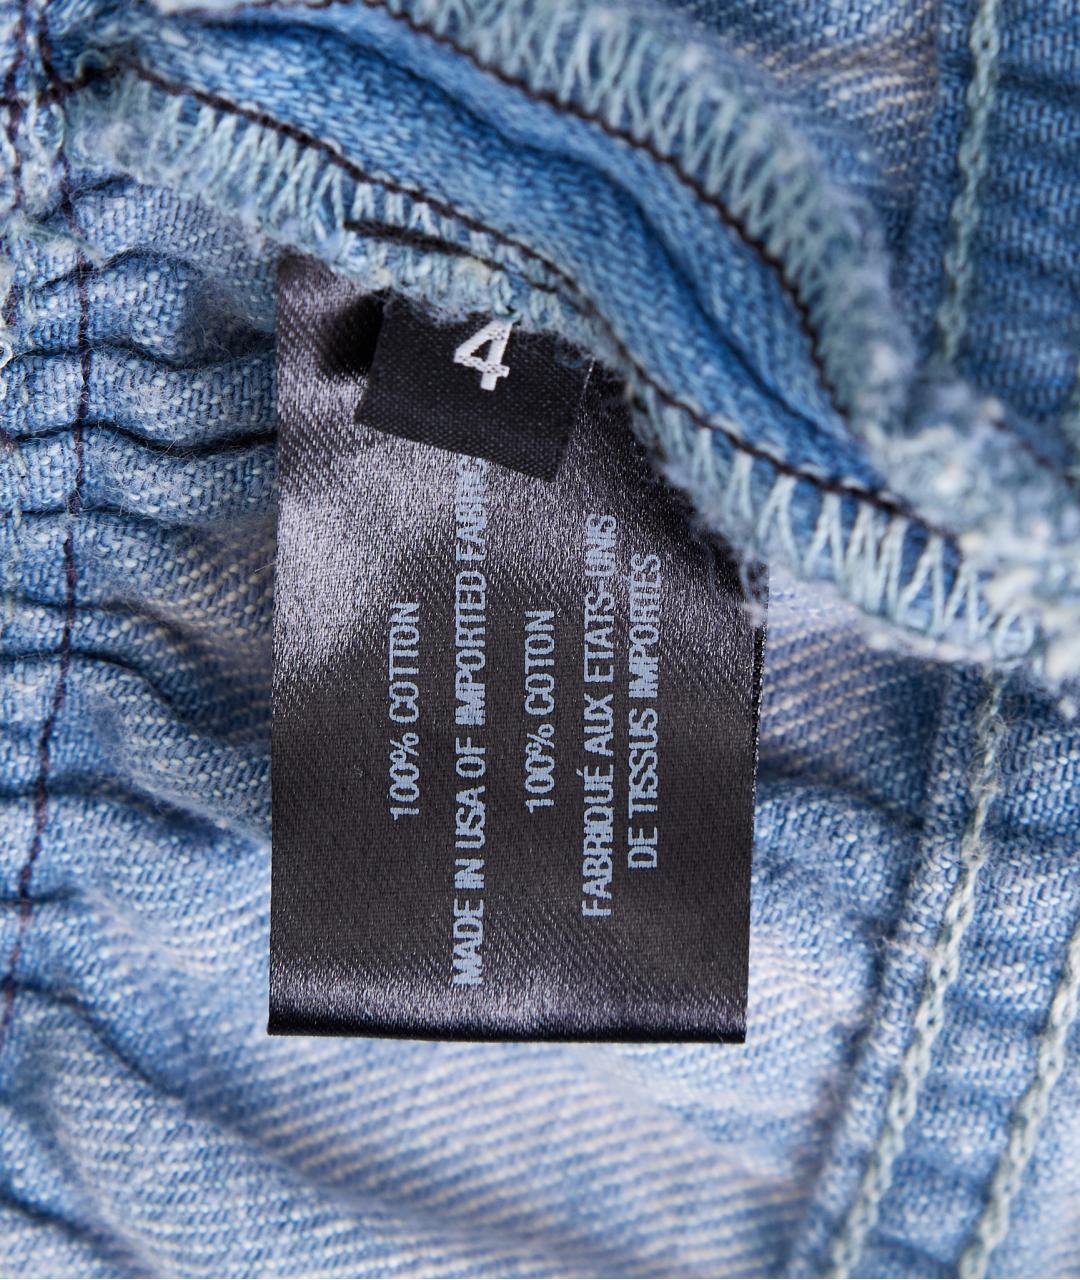 4
100% COTTON
MADE IN USA OF IMPORTED FABRIC
100% COTON
FABRIQUÉ AUX ETATS-UNIS
DE TISSUS IMPORTÉS